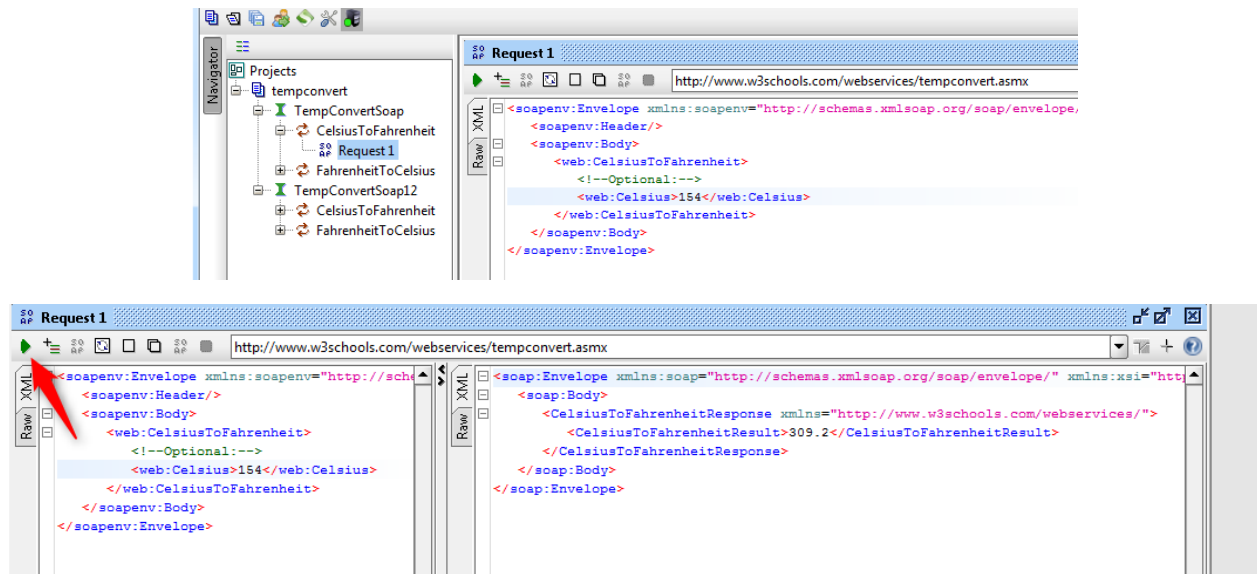 Navigator
Projects
tempconvert
TempConvertSoap
CelsiusToFahrenheit
Request 1
FahrenheitToCelsius
TempConvertSoap12
CelsiusToFahrenheit
FahrenheitToCelsius
Request 1
http://www.w3schools.com/webservices/tempconvert.asmx
XML
Raw
<soapenv:Envelope xmlns:soapenv="http://schemas.xmlsoap.org/soap/envelope/
<soapenv:Header/>
<soapenv:Body>
<web:CelsiusToFahrenheit>
<!--Optional:-->
<web:Celsius>154</web:Celsius>
</web:CelsiusToFahrenheit>
</soapenv:Body>
</soapenv:Envelope>
Request 1
http://www.w3schools.com/webservices/tempconvert.asmx
XML
Raw
<soapenv:Envelope xmlns:soapenv="http://sche
<soapenv:Header/>
<soapenv:Body>
<web:CelsiusToFahrenheit>
<!--Optional:-->
<web:Celsius>154</web:Celsius>
</web:CelsiusToFahrenheit>
</soapenv:Body>
</soapenv:Envelope>
XML
Raw
<soap:Envelope xmlns:soap="http://schemas.xmlsoap.org/soap/envelope/" xmlns:xsi="htt
<soap:Body>
<CelsiusToFahrenheitResponse xmlns="http://www.w3schools.com/webservices/">
<CelsiusToFahrenheitResult>309.2</CelsiusToFahrenheitResult>
</CelsiusToFahrenheitResponse>
</soap:Body>
</soap:Envelope>